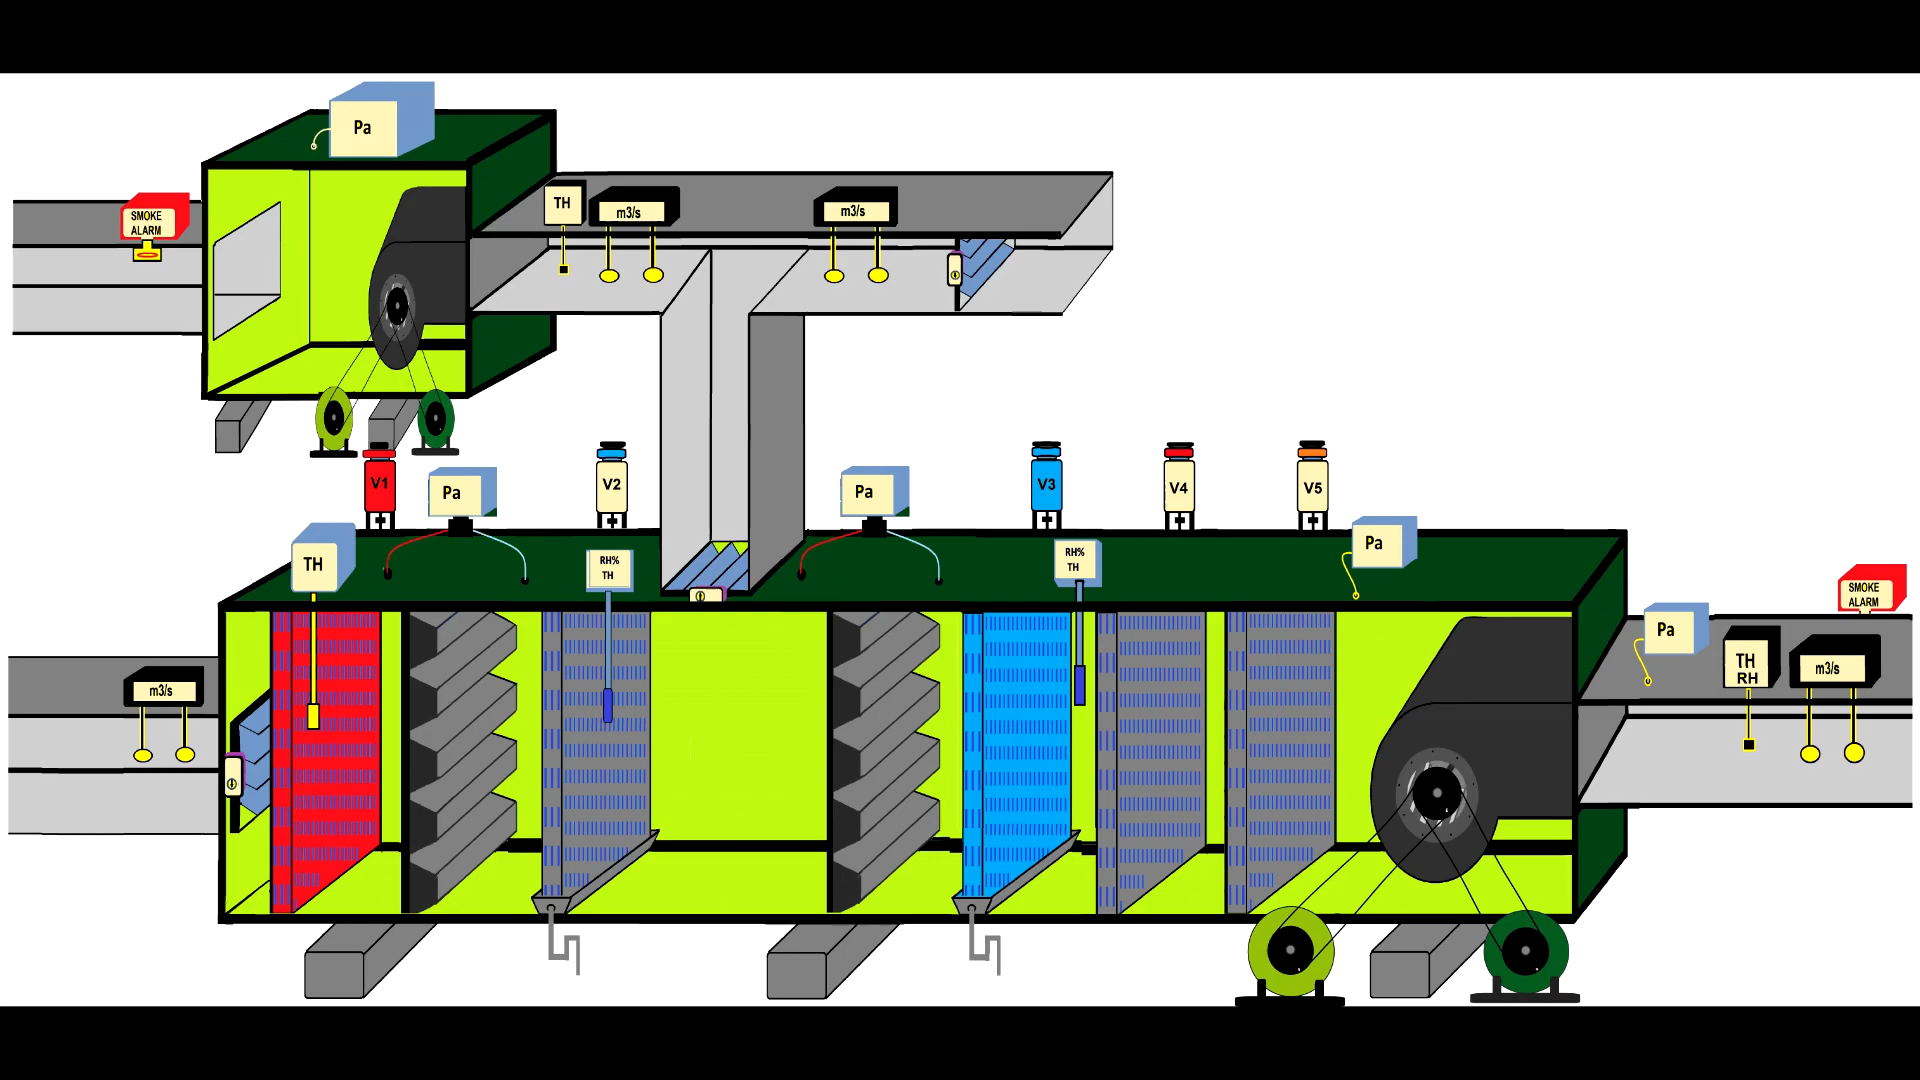 Pa
SMOKE
ALARM
TH
m3/s
m3/s
V1
Pa
V2
Pa
V3
V4
V5
TH
RH%
TH
RH%
TH
Pa
SMOKE
ALARM
Pa
TH
RH
m3/s
m3/s